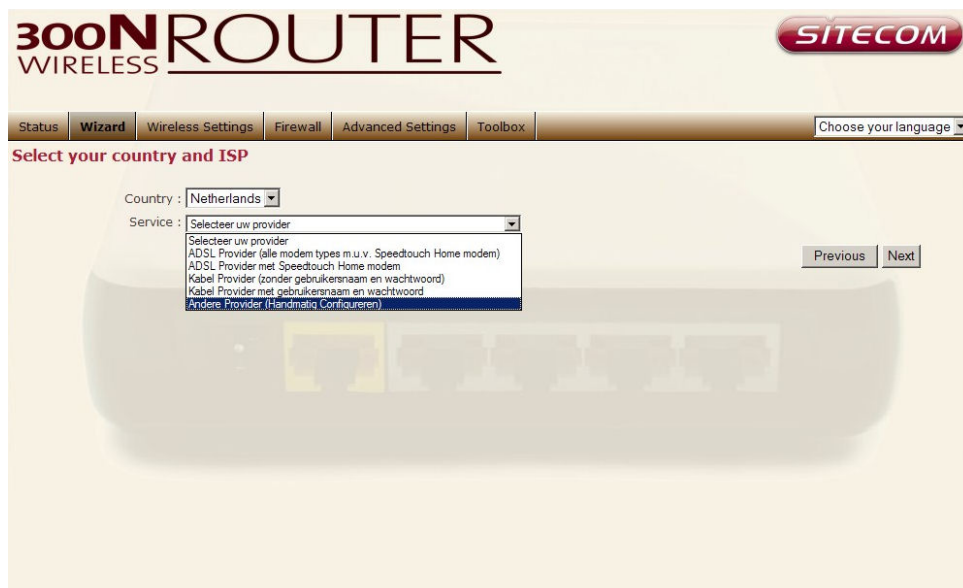 300N WIRELESS ROUTER
SITECOM
Status Wizard Wireless Settings Firewall Advanced Settings Toolbox Choose your language
Select your country and ISP
Country : Netherlands
Service : Selecteer uw provider
Selecteer uw provider
ADSL Provider (alle modem types m.u.v. Speedtouch Home modem)
ADSL Provider met Speedtouch Home modem
Kabel Provider (zonder gebruikersnaam en wachtwoord)
Kabel Provider met gebruikersnaam en wachtwoord
Andere Provider (Handmatig Configureren)
Previous Next